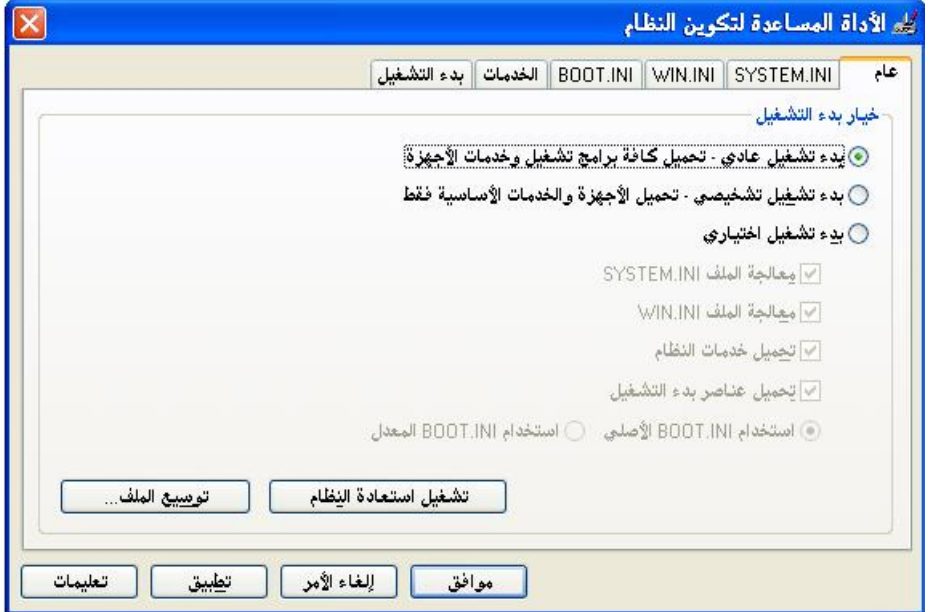 الأداة المساعدة لتكوين النظام
عام SYSTEM.INI WIN.INI BOOT.INI الخدمات بدء التشغيل
خيار بدء التشغيل
بدء تشغيل عادي - تحميل كافة برامج تشغيل وخدمات الأجهزة
بدء تشغيل تشخيصي - تحميل الأجهزة والخدمات الأساسية فقط
بدء تشغيل اختياري
معالجة الملف SYSTEM.INI
معالجة الملف WIN.INI
تحميل خدمات النظام
تحميل عناصر بدء التشغيل
استخدام BOOT.INI الأصلي استخدام BOOT.INI المعدل
تشغيل استعادة النظام توسيع الملف...
موافق إلغاء الأمر تطبيق تعليمات